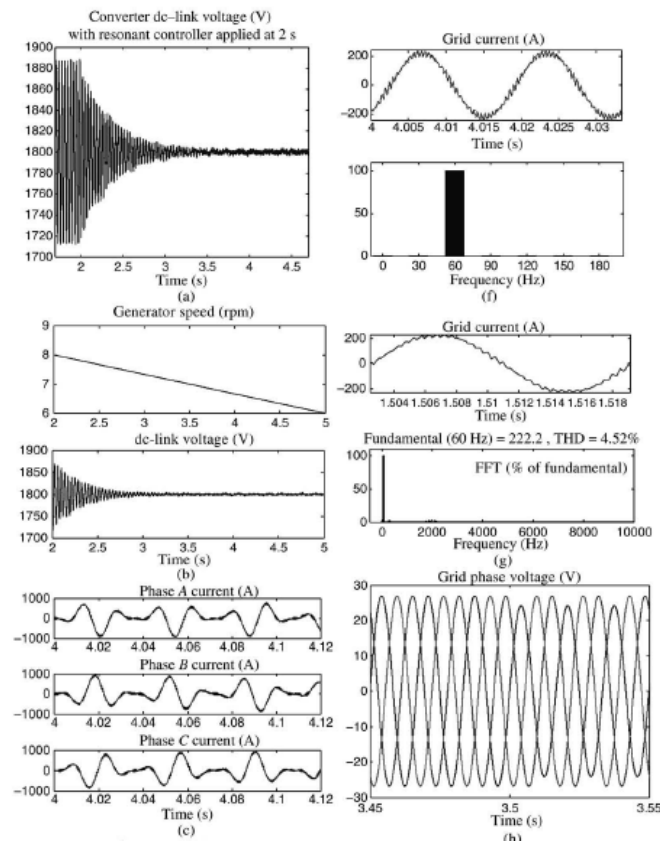 Converter dc-link voltage (V)
with resonant controller applied at 2 s
1900
1880
1860
1840
1820
1800
1780
1760
1740
1720
1700
2 2.5 3 3.5 4 4.5
Time (s)
(a)
Generator speed (rpm)
9
8
7
6
2 2.5 3 3.5 4 4.5 5
dc-link voltage (V)
1900
1800
1700
2 2.5 3 3.5 4 4.5 5
Time (s)
(b)
Phase A current (A)
1000
0
-1000
4 4.02 4.04 4.06 4.08 4.10 4.12
Phase B current (A)
1000
0
-1000
4 4.02 4.04 4.06 4.08 4.10 4.12
Phase C current (A)
1000
0
-1000
4 4.02 4.04 4.06 4.08 4.10 4.12
Time (s)
(c)
Grid current (A)
200
0
-200
4 4.005 4.01 4.015 4.02 4.025 4.03
Time (s)
100
50
0
0 30 60 90 120 150 180
Frequency (Hz)
(f)
Grid current (A)
200
0
-200
1.504 1.506 1.508 1.51 1.512 1.514 1.516 1.518
Time (s)
Fundamental (60 Hz) = 222.2 , THD = 4.52%
100
50
0
FFT (% of fundamental)
0 2000 4000 6000 8000 10000
Frequency (Hz)
(g)
Grid phase voltage (V)
30
20
10
0
-10
-20
-30
3.45 3.5 3.55
Time (s)
(h)